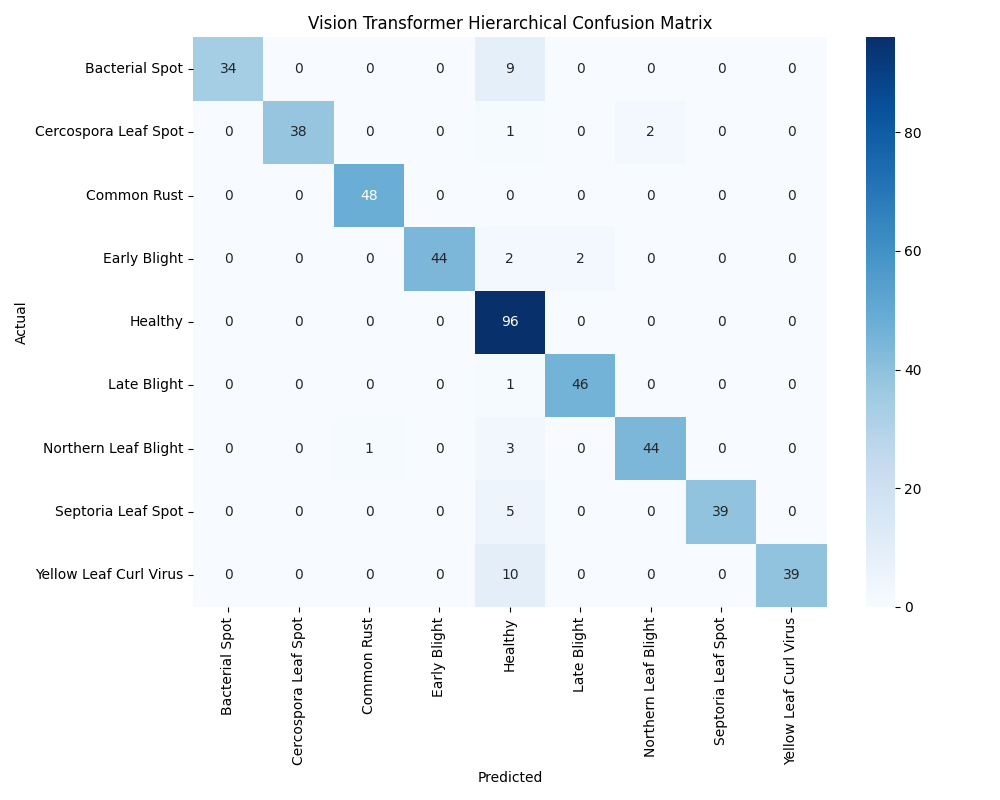 Vision Transformer Hierarchical Confusion Matrix
Bacterial Spot 34 0 0 0 9 0 0 0 0
Cercospora Leaf Spot 0 38 0 0 1 0 2 0 0
Common Rust 0 0 48 0 0 0 0 0 0
Early Blight 0 0 0 44 2 2 0 0 0
Healthy 0 0 0 0 96 0 0 0 0
Late Blight 0 0 0 0 1 46 0 0 0
Northern Leaf Blight 0 0 1 0 3 0 44 0 0
Septoria Leaf Spot 0 0 0 0 5 0 0 39 0
Yellow Leaf Curl Virus 0 0 0 0 10 0 0 0 39
Actual
Bacterial Spot
Cercospora Leaf Spot
Common Rust
Early Blight
Healthy
Late Blight
Northern Leaf Blight
Septoria Leaf Spot
Yellow Leaf Curl Virus
Predicted
80
60
40
20
0